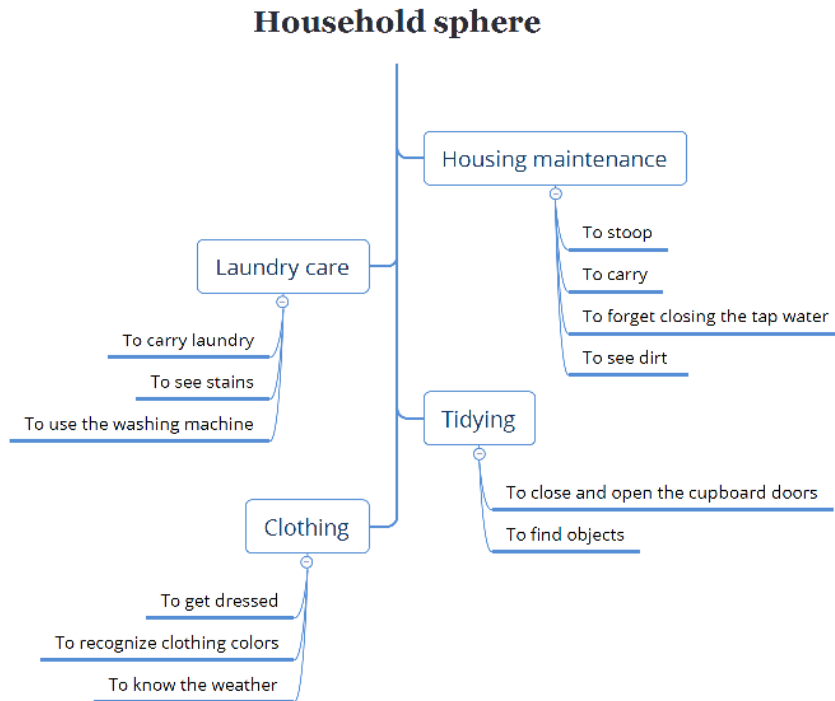 Household sphere
Housing maintenance
To stoop
To carry
To forget closing the tap water
To see dirt
Laundry care
To carry laundry
To see stains
To use the washing machine
Tidying
To close and open the cupboard doors
To find objects
Clothing
To get dressed
To recognize clothing colors
To know the weather